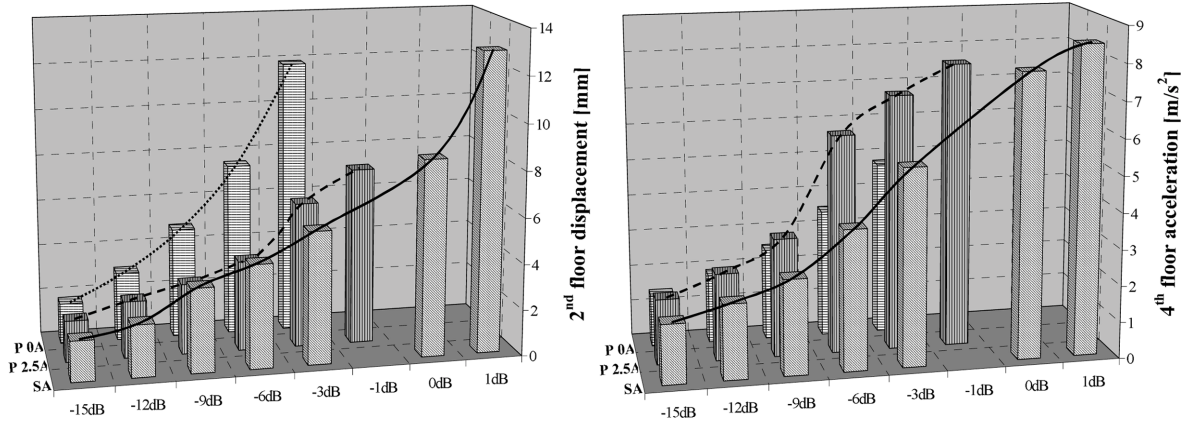 14
12
10
8
6
4
2
0
2nd floor displacement [mm]
P 0A
P 2.5A
SA
-15dB
-12dB
-9dB
-6dB
-3dB
-1dB
0dB
1dB
9
8
7
6
5
4
3
2
1
0
4th floor acceleration [m/s2]
P 0A
P 2.5A
SA
-15dB
-12dB
-9dB
-6dB
-3dB
-1dB
0dB
1dB